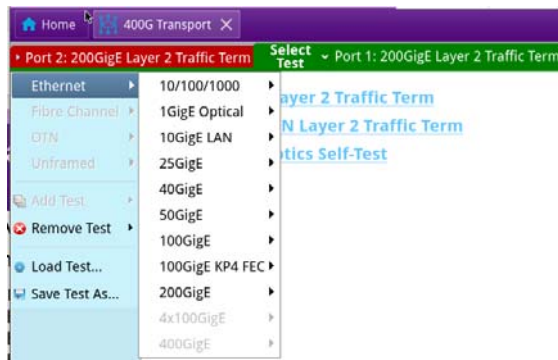 Home
400G Transport
Port 2: 200GigE Layer 2 Traffic Term
Select Test
Port 1: 200GigE Layer 2 Traffic Term
Ethernet
Fibre Channel
OTN
Unframed
Add Test
Remove Test
Load Test...
Save Test As...
10/100/1000
1GigE Optical
10GigE LAN
25GigE
40GigE
50GigE
100GigE
100GigE KP4 FEC
200GigE
4x100GigE
400GigE
ayer 2 Traffic Term
N Layer 2 Traffic Term
tics Self-Test